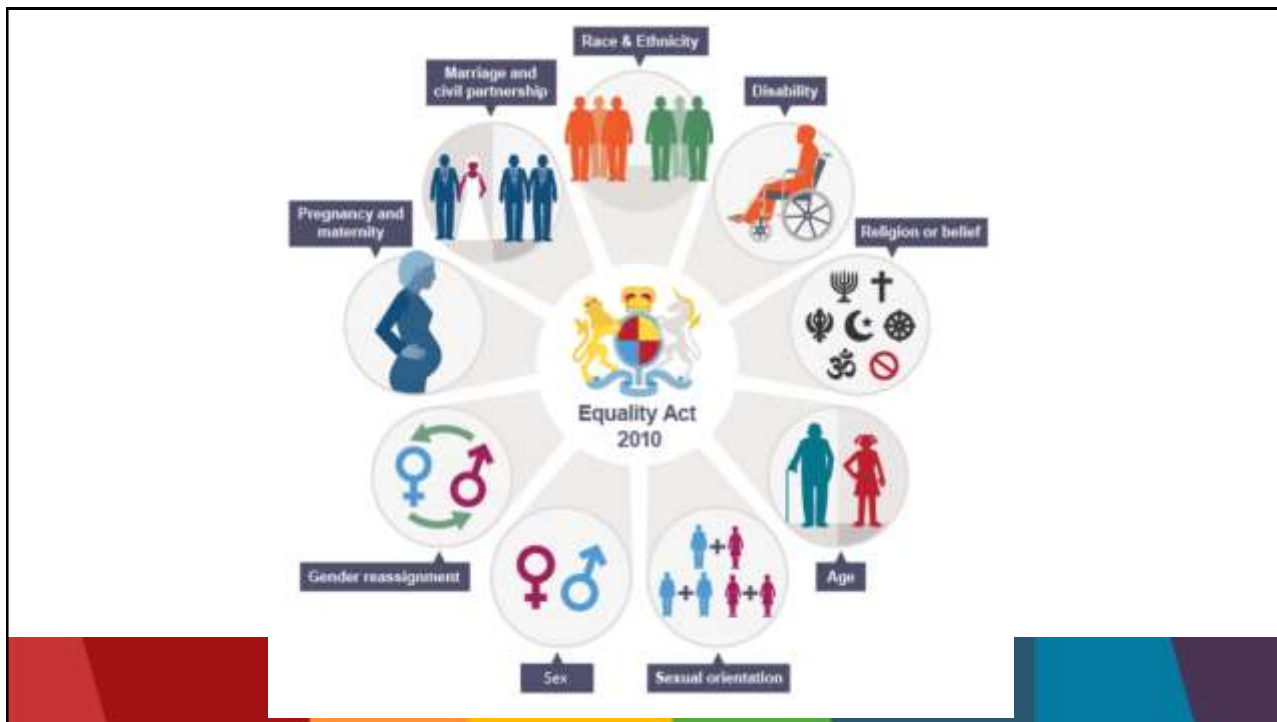 Race & Ethnicity
Marriage and
civil partnership
Disability
Pregnancy and
maternity
Religion or belief
Equality Act
2010
Gender reassignment
Age
Sex
Sexual orientation